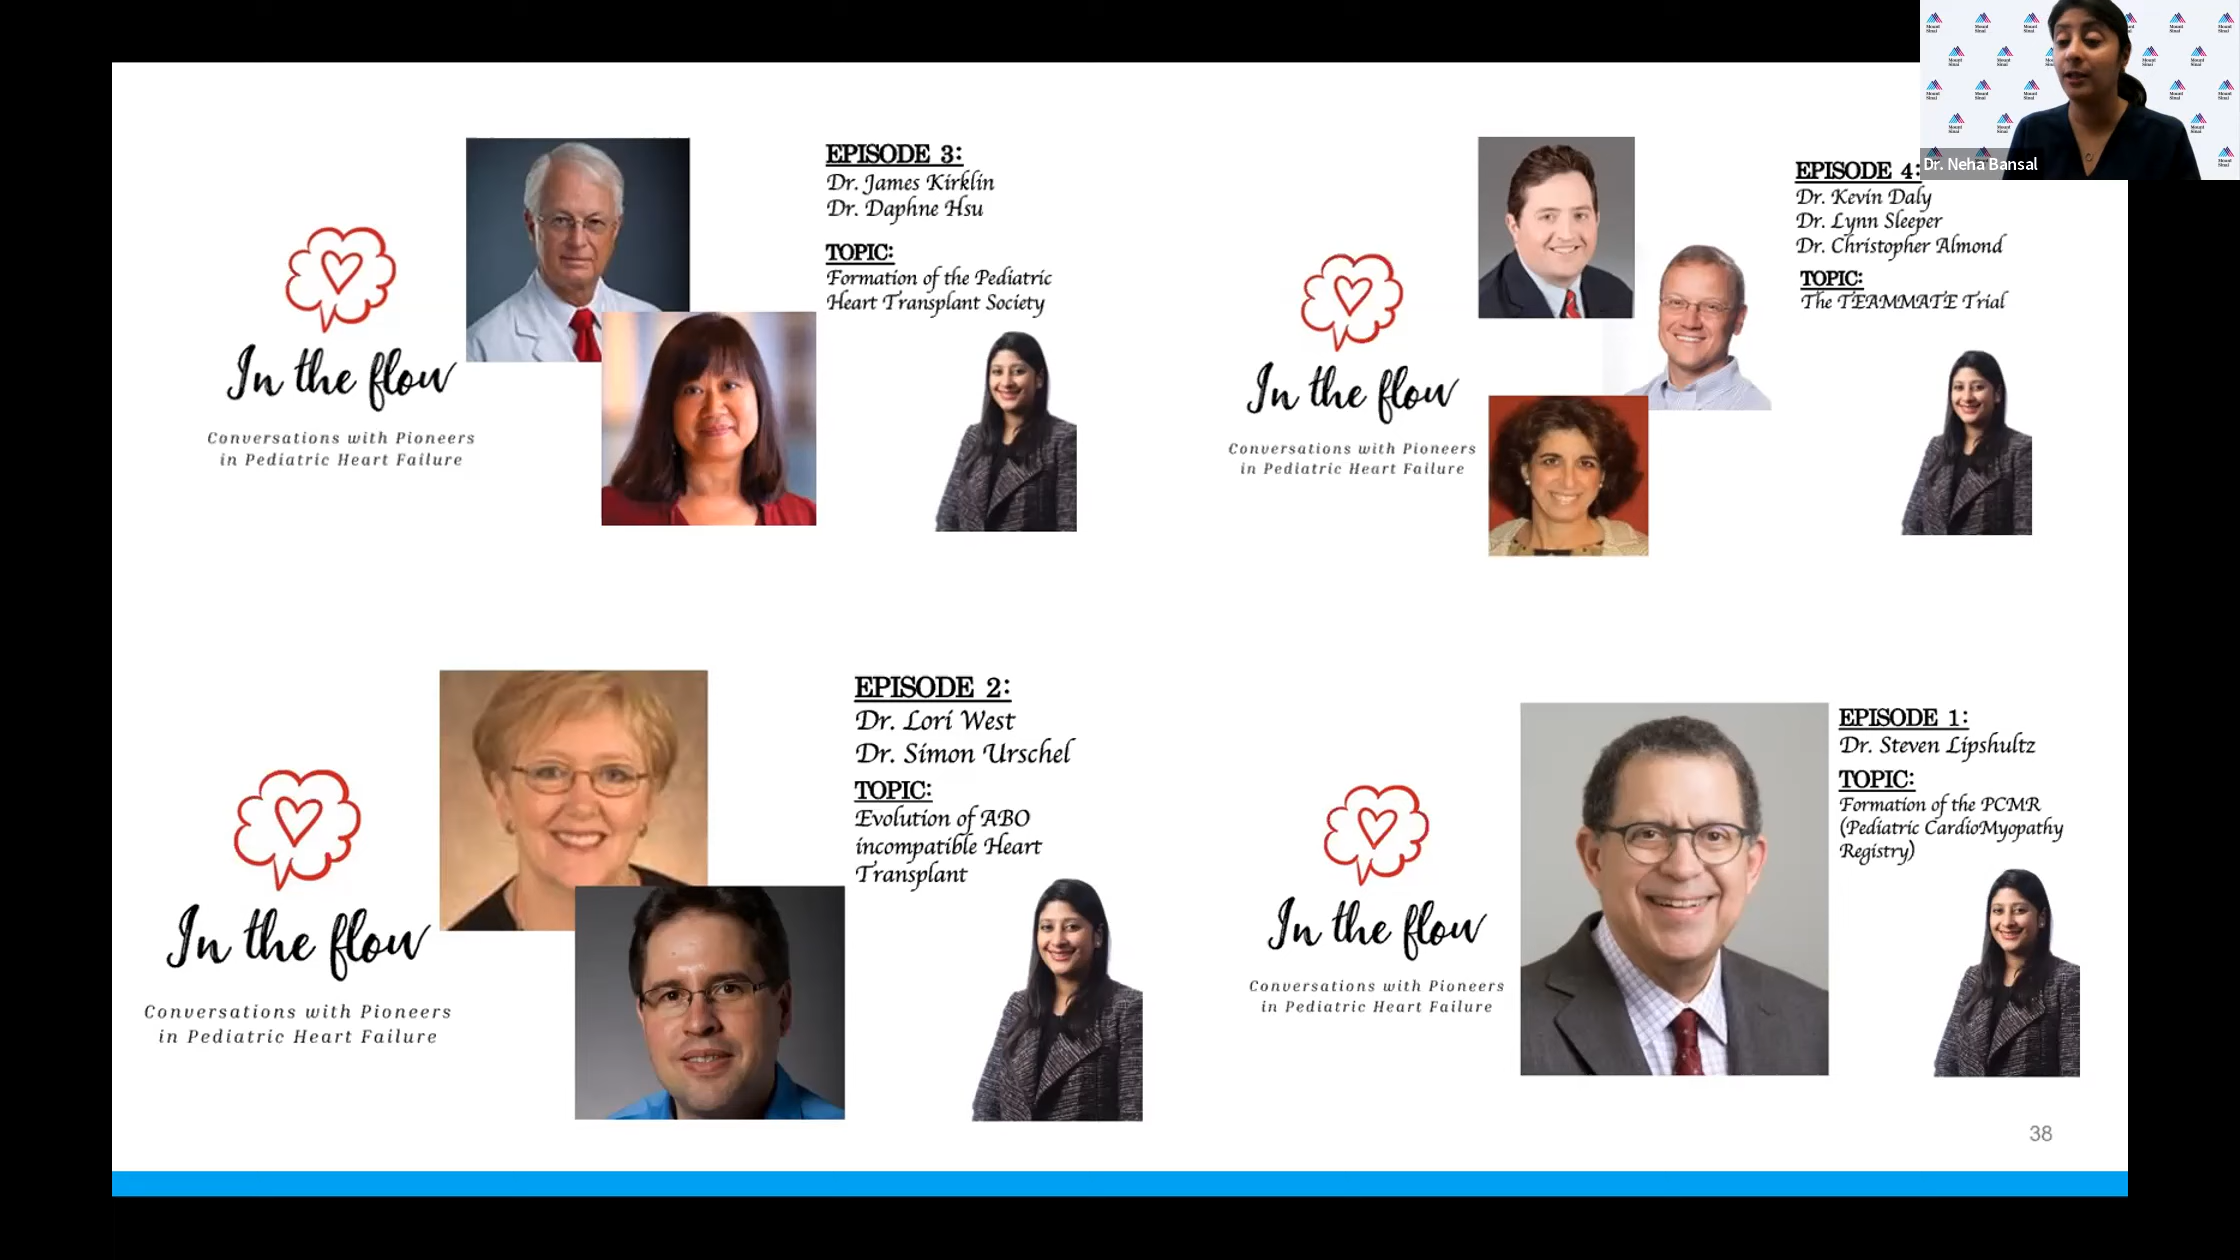 EPISODE 3:
Dr. James Kirklin
Dr. Daphne Hsu
TOPIC:
Formation of the Pediatric
Heart Transplant Society
In the flow
Conversations with Pioneers
in Pediatric Heart Failure
EPISODE 4:
Dr. Kevin Daly
Dr. Lynn Sleeper
Dr. Christopher Almond
TOPIC:
The TEAMMATE Trial
In the flow
Conversations with Pioneers
in Pediatric Heart Failure
Mount
Sinai
Dr. Neha Bansal
EPISODE 2:
Dr. Lori West
Dr. Simon Urschel
TOPIC:
Evolution of ABO
incompatible Heart
Transplant
In the flow
Conversations with Pioneers
in Pediatric Heart Failure
EPISODE 1:
Dr. Steven Lipshultz
TOPIC:
Formation of the PCMR
(Pediatric CardioMyopathy
Registry)
In the flow
Conversations with Pioneers
in Pediatric Heart Failure
38